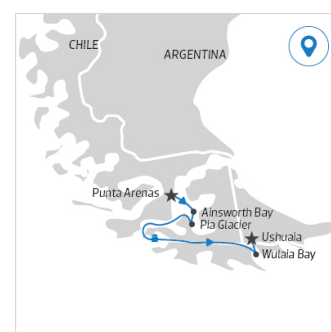 CHILE
ARGENTINA
Punta Arenas
Ainsworth Bay
Pia Glacier
Ushuaia
Wulaia Bay